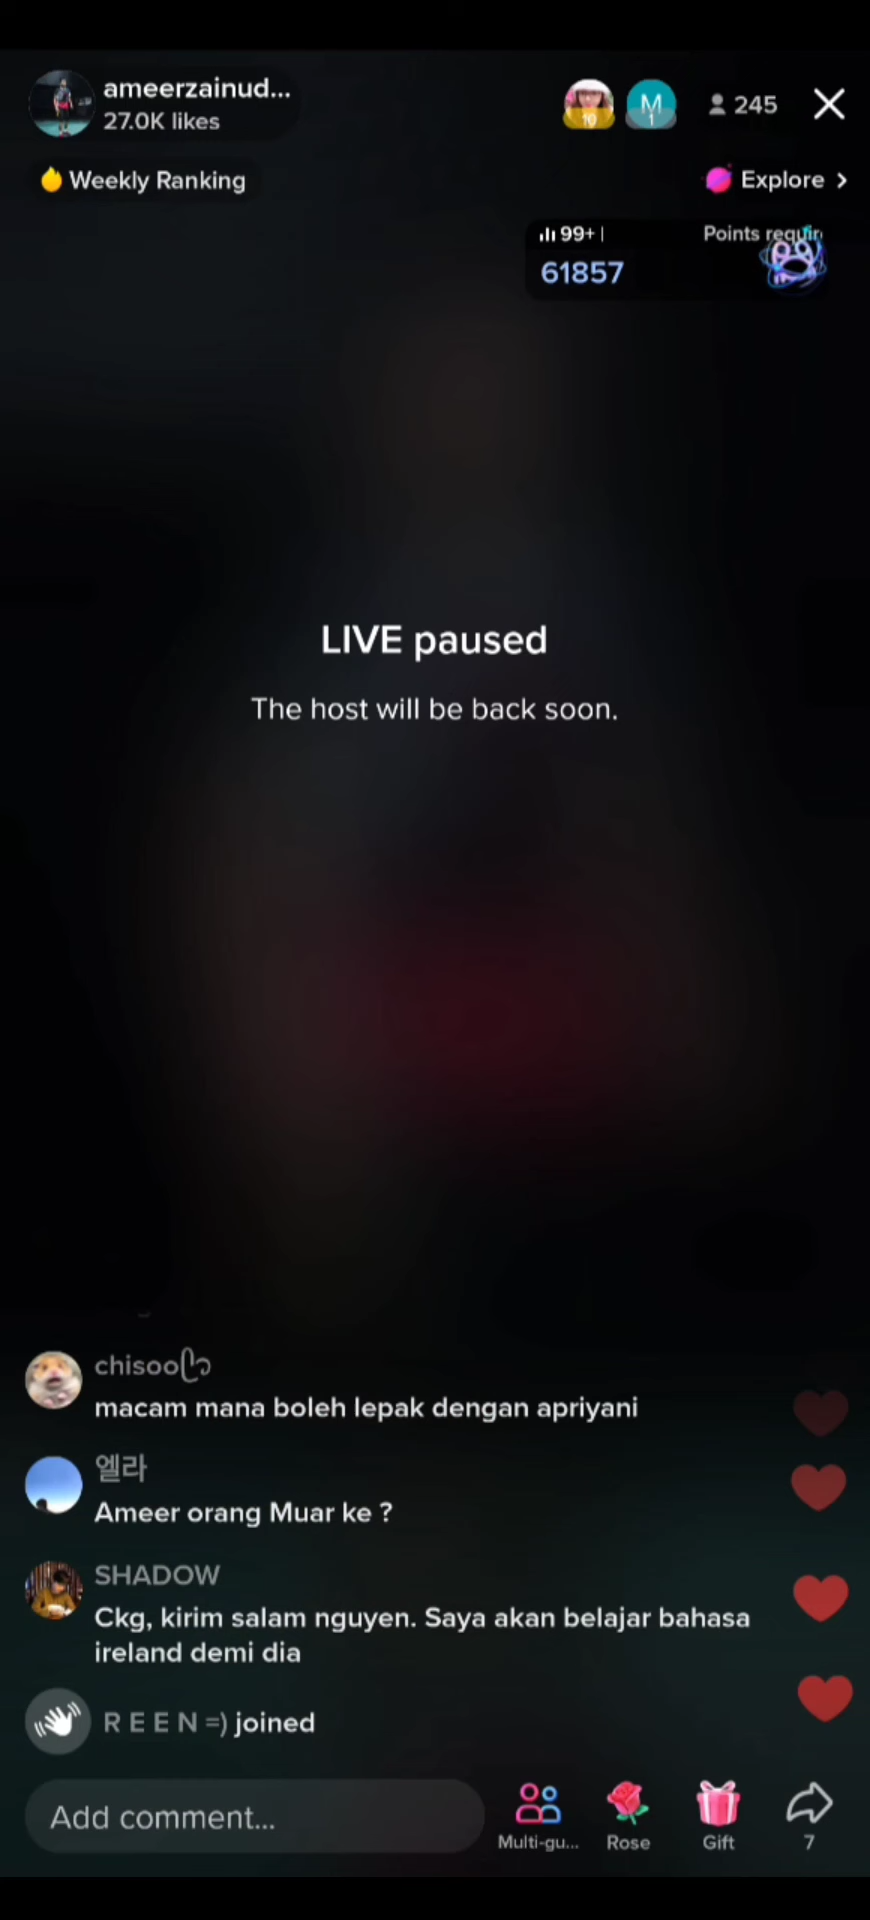 ameerzainud...
27.0K likes
10
M
1
245
Weekly Ranking
Explore
99+
Points requir
61857
LIVE paused
The host will be back soon.
chisoo
macam mana boleh lepak dengan apriyani
엘라
Ameer orang Muar ke ?
SHADOW
Ckg, kirim salam nguyen. Saya akan belajar bahasa
ireland demi dia
R E E N =) joined
Add comment...
Multi-gu...
Rose
Gift
7